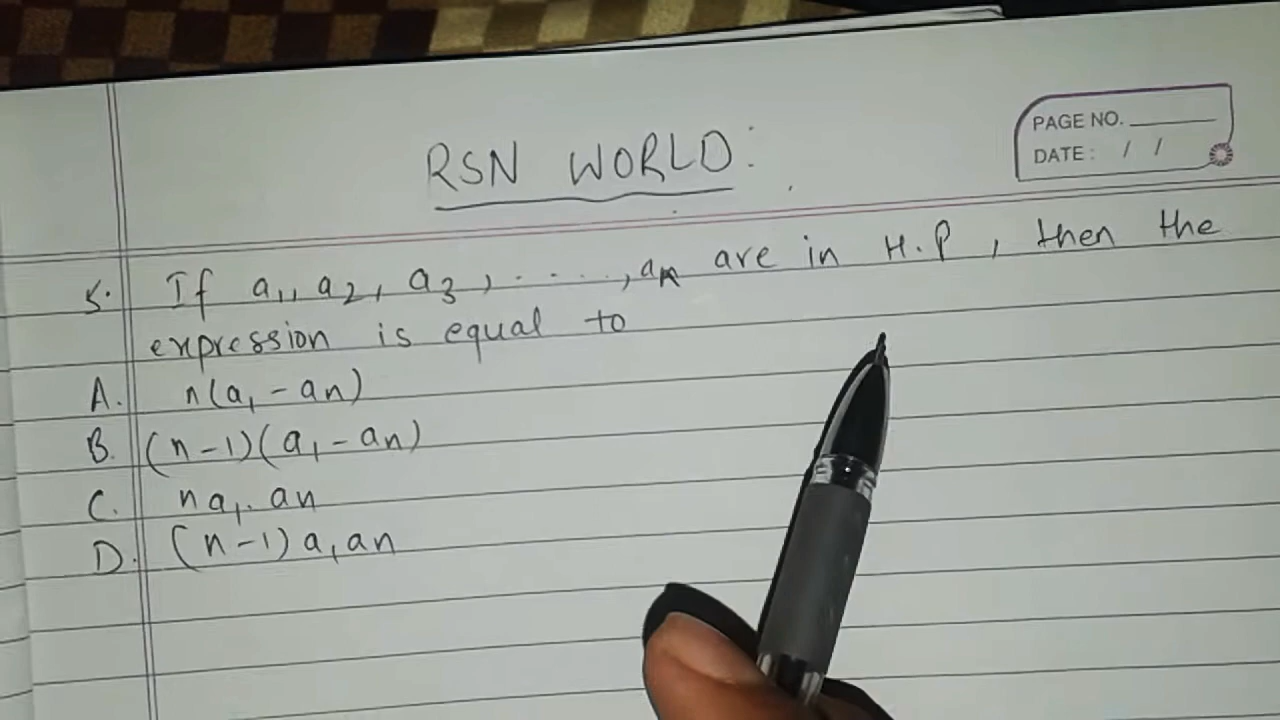 RSN WORLD:
PAGE NO.
DATE: / /
5. If a₁, a₂, a₃, ....., aₙ are in H.P, then the
expression is equal to
A. n(a₁ - an)
B. (n-1)(a₁ - an)
C. na₁. an
D. (n-1) a₁an